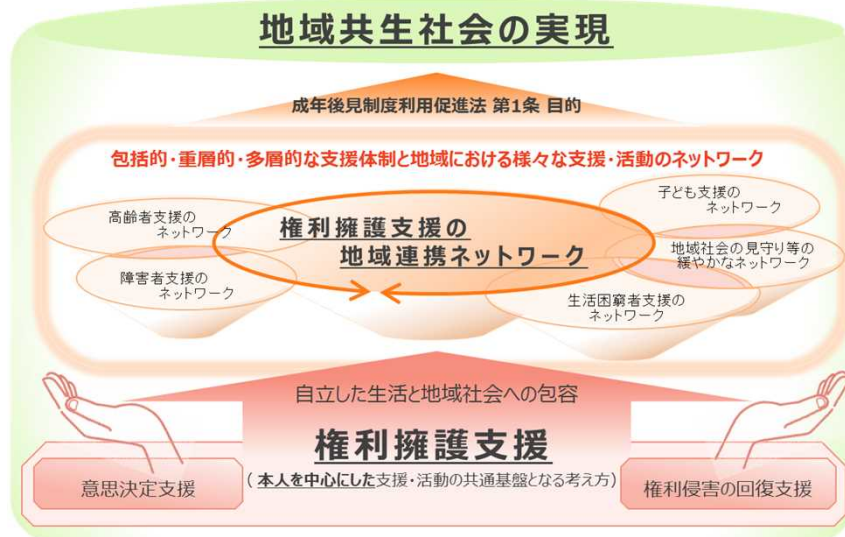 地域共生社会の実現
成年後見制度利用促進法 第1条 目的
包括的・重層的・多層的な支援体制と地域における様々な支援・活動のネットワーク
高齢者支援の
ネットワーク
障害者支援の
ネットワーク
権利擁護支援の
地域連携ネットワーク
子ども支援の
ネットワーク
地域社会の見守り等の
緩やかなネットワーク
生活困窮者支援の
ネットワーク
自立した生活と地域社会への包容
権利擁護支援
(本人を中心にした支援・活動の共通基盤となる考え方)
意思決定支援
権利侵害の回復支援